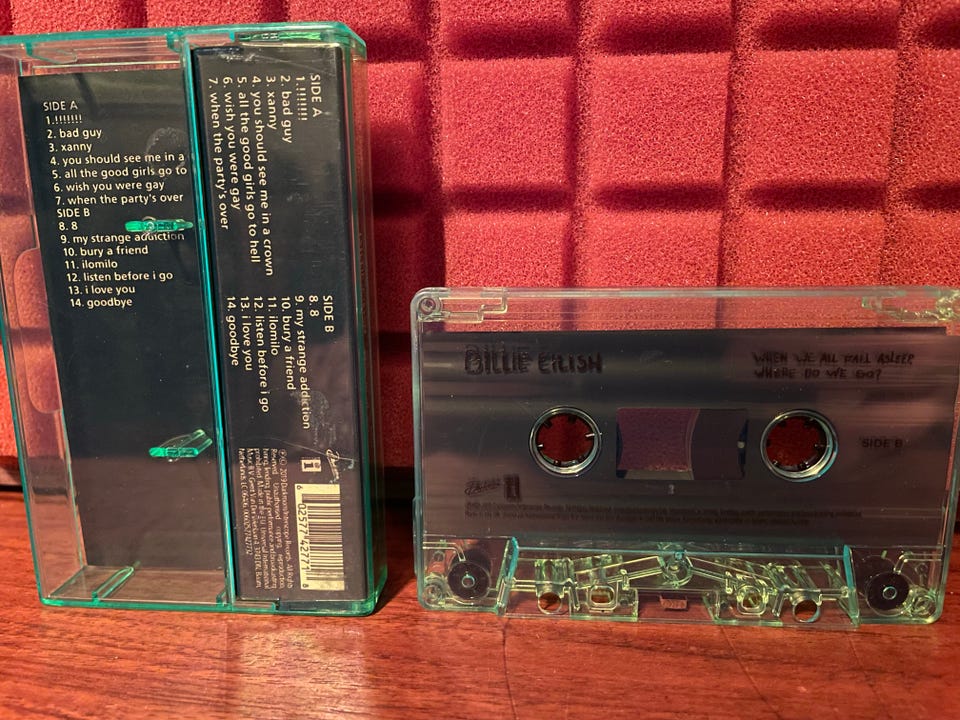 SIDE A
1.!!!!!!!
2. bad guy
3. xanny
4. you should see me in a
5. all the good girls go to
6. wish you were gay
7. when the party's over
SIDE B
8. 8
9. my strange addiction
10. bury a friend
11. ilomilo
12. listen before i go
13. i love you
14. goodbye
SIDE A
1.!!!!!!!
2. bad guy
3. xanny
4. you should see me in a crown
5. all the good girls go to hell
6. wish you were gay
7. when the party's over
SIDE B
8. 8
9. my strange addiction
10. bury a friend
11. ilomilo
12. listen before i go
13. i love you
14. goodbye
6 02577 42771 8
BILLIE EILISH
WHEN WE ALL FALL ASLEEP
WHERE DO WE GO?
SIDE B